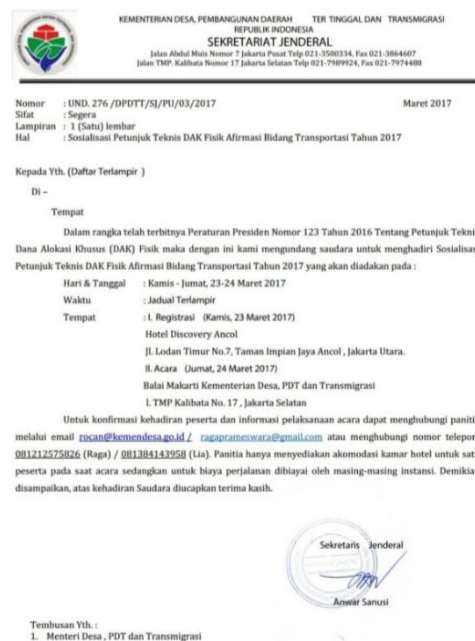 KEMENTERIAN DESA, PEMBANGUNAN DAERAH TER TINGGAL DAN TRANSMIGRASI
REPUBLIK INDONESIA
SEKRETARIAT JENDERAL
Jalan Abdul Muis Nomor 7 Jakarta Pusat Telp 021-3500334, Fax 021-3864607
Jalan TMP. Kalibata Nomor 17 Jakarta Selatan Telp 021-7989924, Fax 021-7974488
Nomor : UND. 276 /DPDTT/SJ/PU/03/2017 Maret 2017
Sifat : Segera
Lampiran : 1 (Satu) lembar
Hal : Sosialisasi Petunjuk Teknis DAK Fisik Afirmasi Bidang Transportasi Tahun 2017
Kepada Yth. (Daftar Terlampir )
Di –
Tempat
Dalam rangka telah terbitnya Peraturan Presiden Nomor 123 Tahun 2016 Tentang Petunjuk Tekni
Dana Alokasi Khusus (DAK) Fisik maka dengan ini kami mengundang saudara untuk menghadiri Sosialisa
Petunjuk Teknis DAK Fisik Afirmasi Bidang Transportasi Tahun 2017 yang akan diadakan pada :
Hari & Tanggal : Kamis - Jumat, 23-24 Maret 2017
Waktu : Jadual Terlampir
Tempat : I. Registrasi (Kamis, 23 Maret 2017)
Hotel Discovery Ancol
Jl. Lodan Timur No.7, Taman Impian Jaya Ancol , Jakarta Utara.
II. Acara (Jumat, 24 Maret 2017)
Balai Makarti Kementerian Desa, PDT dan Transmigrasi
l. TMP Kalibata No. 17 , Jakarta Selatan
Untuk konfirmasi kehadiran peserta dan informasi pelaksanaan acara dapat menghubungi paniti
melalui email rocan@kemendesa.go.id / ragaprameswara@gmail.com atau menghubungi nomor telepor
081212575826 (Raga) / 081384143958 (Lia). Panitia hanya menyediakan akomodasi kamar hotel untuk sat
peserta pada saat acara sedangkan untuk biaya perjalanan dibiayai oleh masing-masing instansi. Demikia
disampaikan, atas kehadiran Saudara diucapkan terima kasih.
Sekretaris Jenderal
Anwar Sanusi
Tembusan Yth. :
1. Menteri Desa , PDT dan Transmigrasi